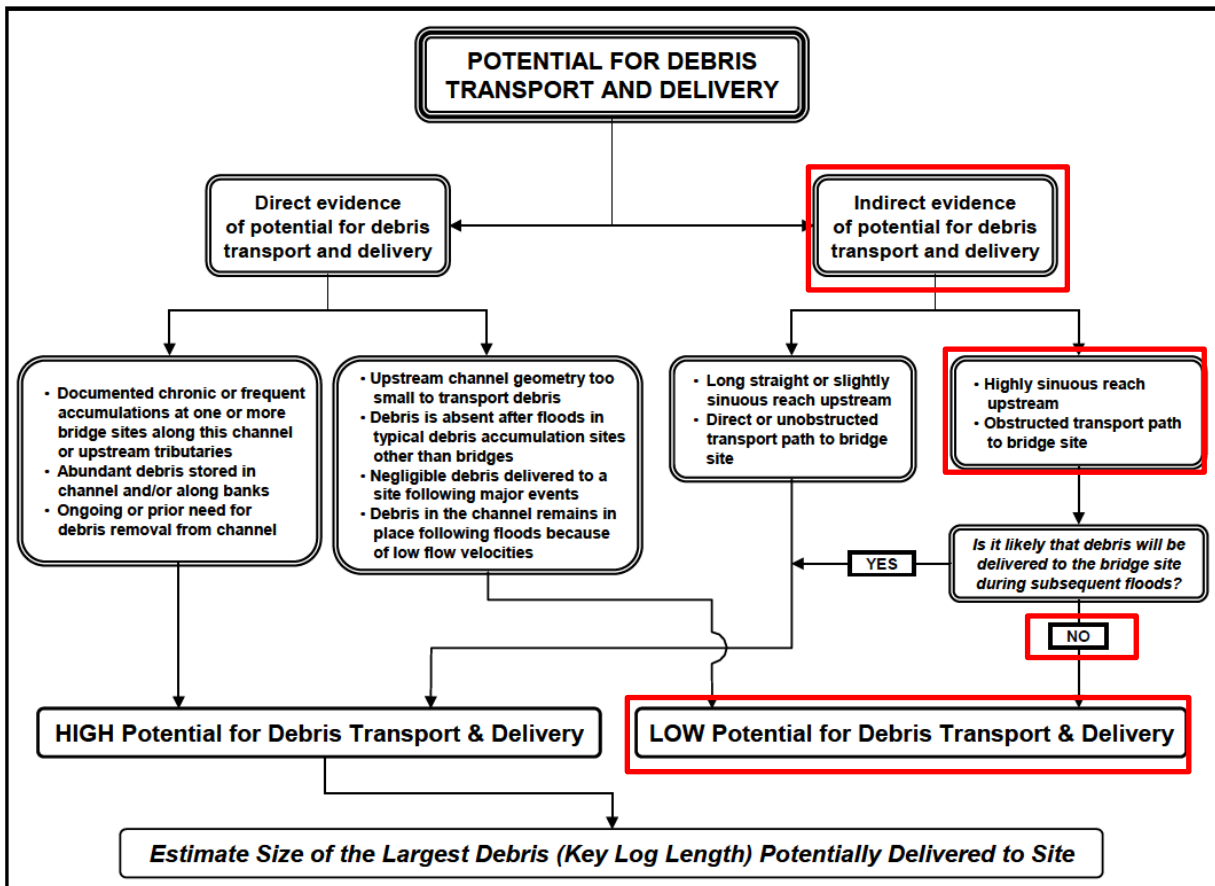 POTENTIAL FOR DEBRIS
TRANSPORT AND DELIVERY
Direct evidence
of potential for debris
transport and delivery
Indirect evidence
of potential for debris
transport and delivery
• Documented chronic or frequent
accumulations at one or more
bridge sites along this channel
or upstream tributaries
• Abundant debris stored in
channel and/or along banks
• Ongoing or prior need for
debris removal from channel
• Upstream channel geometry too
small to transport debris
• Debris is absent after floods in
typical debris accumulation sites
other than bridges
• Negligible debris delivered to a
site following major events
• Debris in the channel remains in
place following floods because
of low flow velocities
• Long straight or slightly
sinuous reach upstream
• Direct or unobstructed
transport path to bridge
site
• Highly sinuous reach
upstream
• Obstructed transport path
to bridge site
Is it likely that debris will be
delivered to the bridge site
during subsequent floods?
YES
NO
HIGH Potential for Debris Transport & Delivery
LOW Potential for Debris Transport & Delivery
Estimate Size of the Largest Debris (Key Log Length) Potentially Delivered to Site